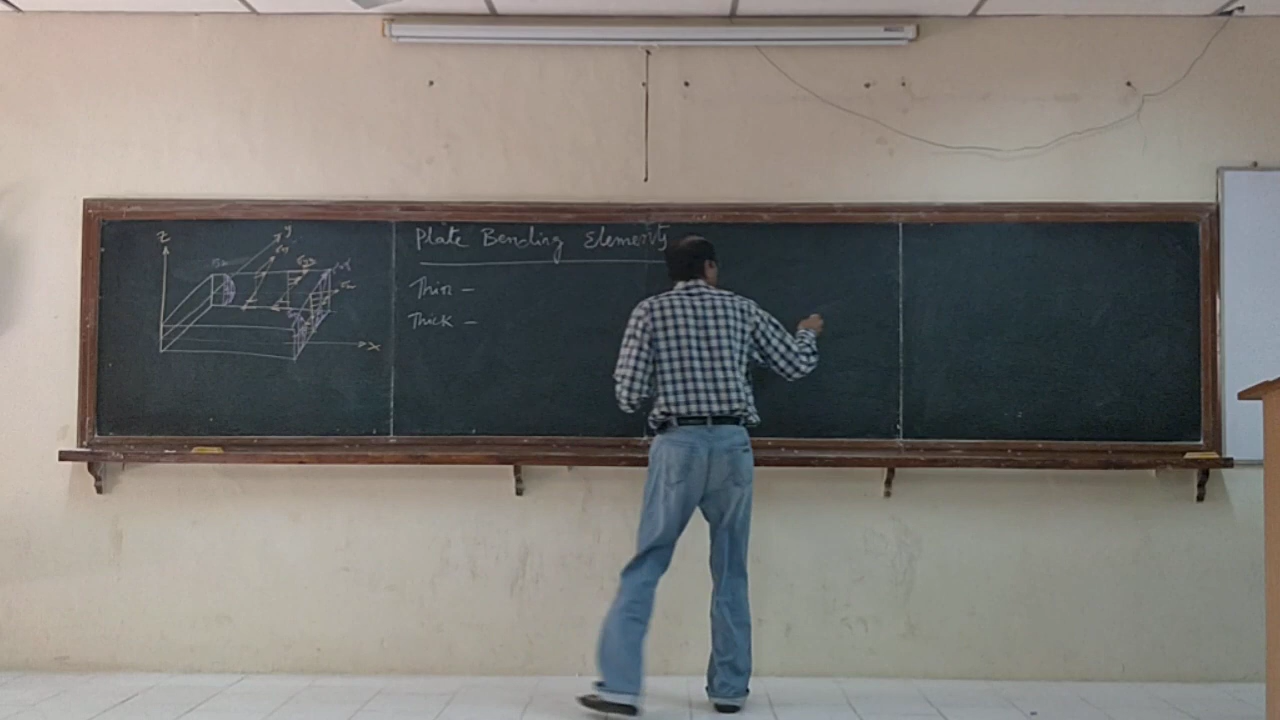 z
y
x
Plate Bending Elements
Thin -
Thick -